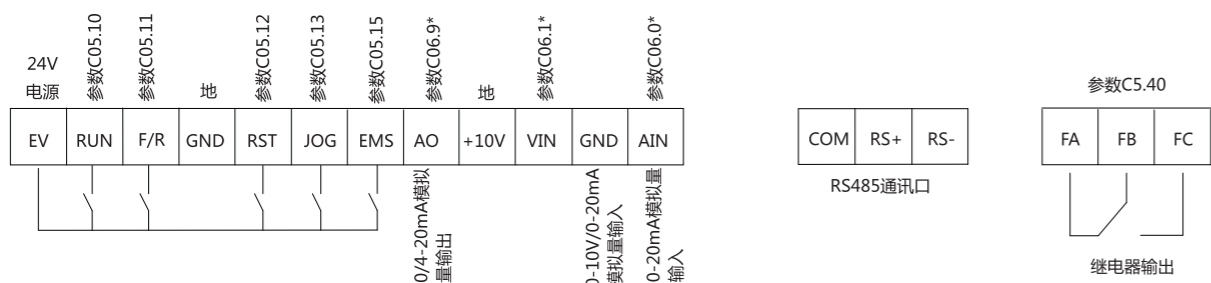 24V
电源
参数C05.10
参数C05.11
地
参数C05.12
参数C05.13
参数C05.15
参数C06.9*
地
参数C06.1*
参数C06.0*
参数C5.40
EV RUN F/R GND RST JOG EMS AO +10V VIN GND AIN
COM RS+ RS-
FA FB FC
RS485通讯口
0/4-20mA模拟
量输出
0-10V/0-20mA
模拟量输入
0-20mA模拟量
输入
继电器输出